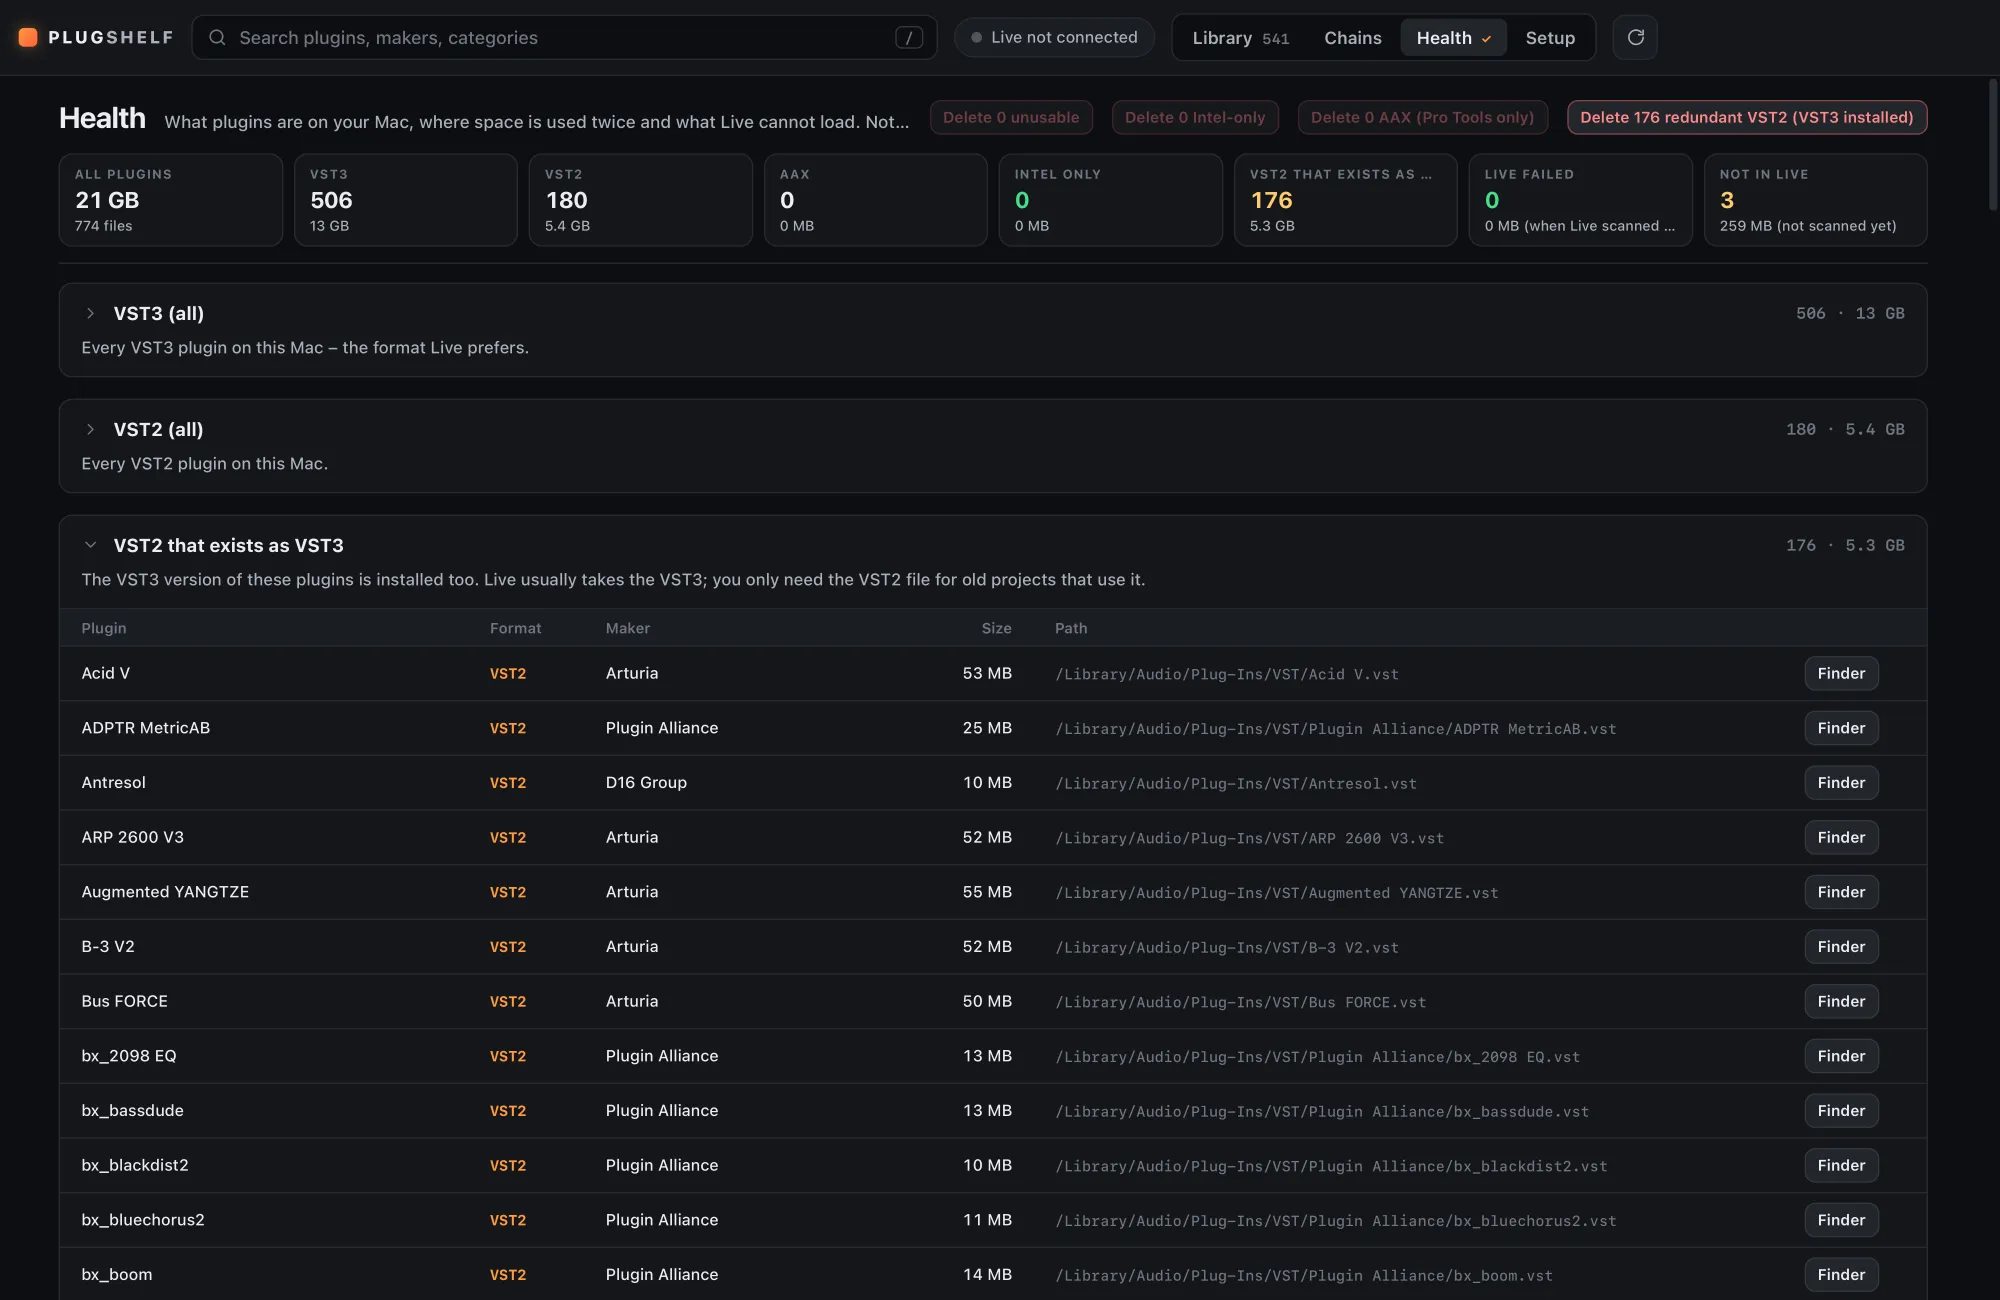 PLUGSHELF
Search plugins, makers, categories /
Live not connected
Library 541 Chains Health Setup
Health What plugins are on your Mac, where space is used twice and what Live cannot load. Not...
Delete 0 unusable
Delete 0 Intel-only
Delete 0 AAX (Pro Tools only)
Delete 176 redundant VST2 (VST3 installed)
ALL PLUGINS
21 GB
774 files
VST3
506
13 GB
VST2
180
5.4 GB
AAX
0
0 MB
INTEL ONLY
0
0 MB
VST2 THAT EXISTS AS ...
176
5.3 GB
LIVE FAILED
0
0 MB (when Live scanned ...
NOT IN LIVE
3
259 MB (not scanned yet)
VST3 (all) 506 · 13 GB
Every VST3 plugin on this Mac – the format Live prefers.
VST2 (all) 180 · 5.4 GB
Every VST2 plugin on this Mac.
VST2 that exists as VST3 176 · 5.3 GB
The VST3 version of these plugins is installed too. Live usually takes the VST3; you only need the VST2 file for old projects that use it.
Plugin Format Maker Size Path
Acid V VST2 Arturia 53 MB /Library/Audio/Plug-Ins/VST/Acid V.vst Finder
ADPTR MetricAB VST2 Plugin Alliance 25 MB /Library/Audio/Plug-Ins/VST/Plugin Alliance/ADPTR MetricAB.vst Finder
Antresol VST2 D16 Group 10 MB /Library/Audio/Plug-Ins/VST/Antresol.vst Finder
ARP 2600 V3 VST2 Arturia 52 MB /Library/Audio/Plug-Ins/VST/ARP 2600 V3.vst Finder
Augmented YANGTZE VST2 Arturia 55 MB /Library/Audio/Plug-Ins/VST/Augmented YANGTZE.vst Finder
B-3 V2 VST2 Arturia 52 MB /Library/Audio/Plug-Ins/VST/B-3 V2.vst Finder
Bus FORCE VST2 Arturia 50 MB /Library/Audio/Plug-Ins/VST/Bus FORCE.vst Finder
bx_2098 EQ VST2 Plugin Alliance 13 MB /Library/Audio/Plug-Ins/VST/Plugin Alliance/bx_2098 EQ.vst Finder
bx_bassdude VST2 Plugin Alliance 13 MB /Library/Audio/Plug-Ins/VST/Plugin Alliance/bx_bassdude.vst Finder
bx_blackdist2 VST2 Plugin Alliance 10 MB /Library/Audio/Plug-Ins/VST/Plugin Alliance/bx_blackdist2.vst Finder
bx_bluechorus2 VST2 Plugin Alliance 11 MB /Library/Audio/Plug-Ins/VST/Plugin Alliance/bx_bluechorus2.vst Finder
bx_boom VST2 Plugin Alliance 14 MB /Library/Audio/Plug-Ins/VST/Plugin Alliance/bx_boom.vst Finder